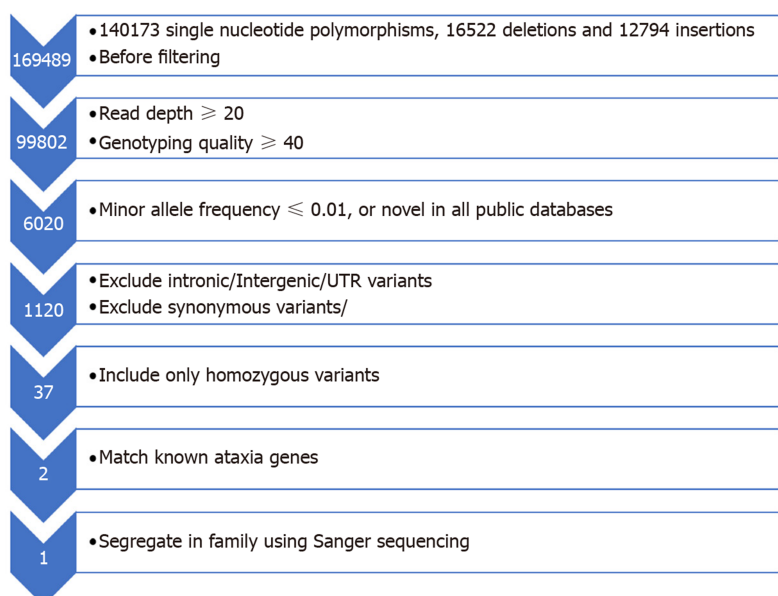 169489
•140173 single nucleotide polymorphisms, 16522 deletions and 12794 insertions
•Before filtering
99802
•Read depth ≥ 20
•Genotyping quality ≥ 40
6020
•Minor allele frequency ≤ 0.01, or novel in all public databases
1120
•Exclude intronic/Intergenic/UTR variants
•Exclude synonymous variants/
37
•Include only homozygous variants
2
•Match known ataxia genes
1
•Segregate in family using Sanger sequencing